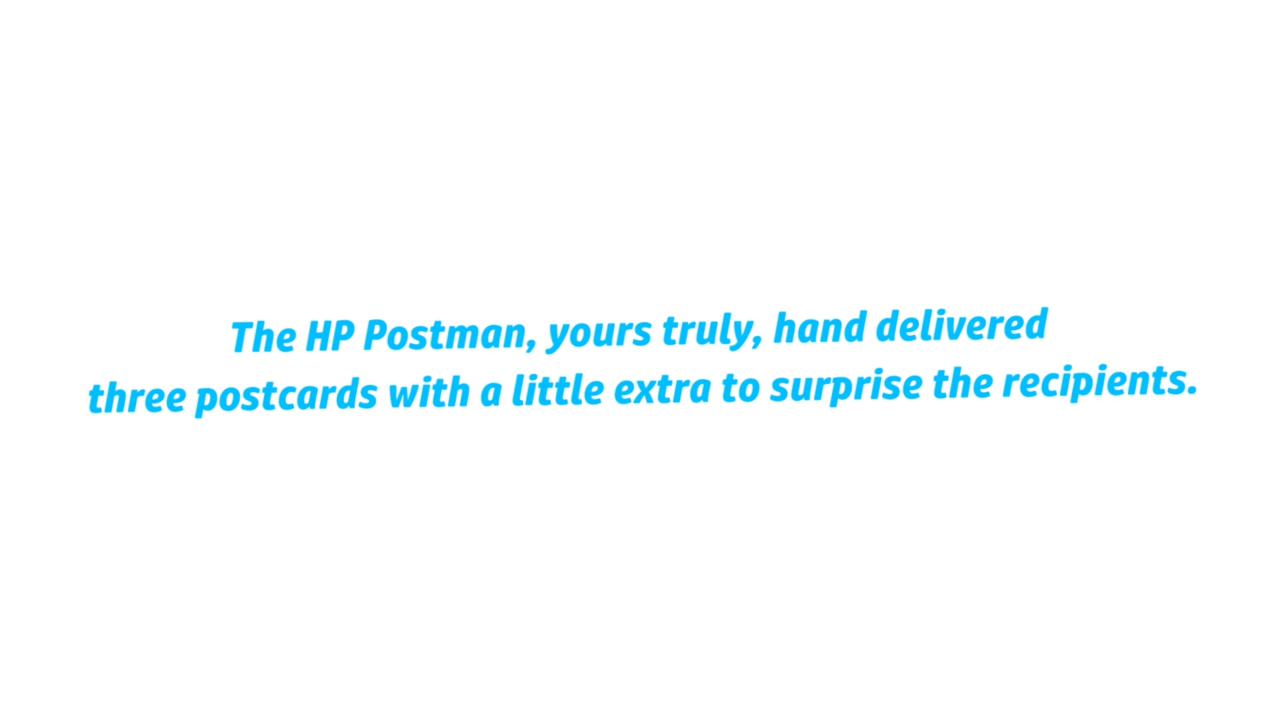 The HP Postman, yours truly, hand delivered
three postcards with a little extra to surprise the recipients.